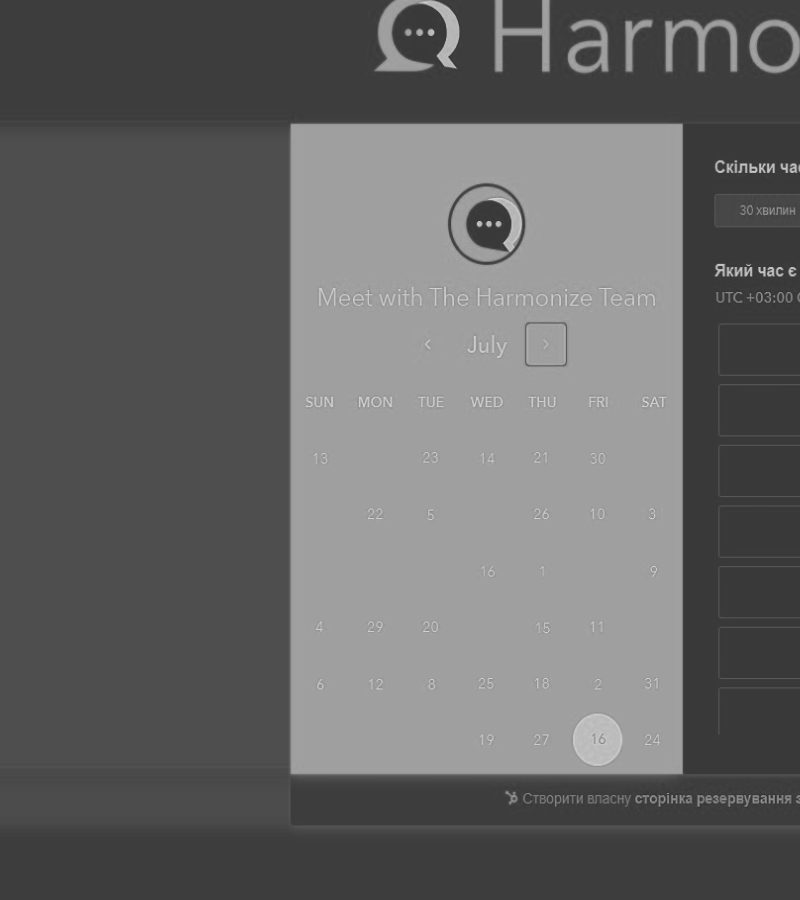 Harmo
Meet with The Harmonize Team
July
SUN MON TUE WED THU FRI SAT
13 23 14 21 30
22 5 26 10 3
16 1 9
4 29 20 15 11
6 12 8 25 18 2 31
19 27 16 24
Скільки ча
30 хвилин
Який час є
UTC +03:00
Створити власну сторінка резервування з